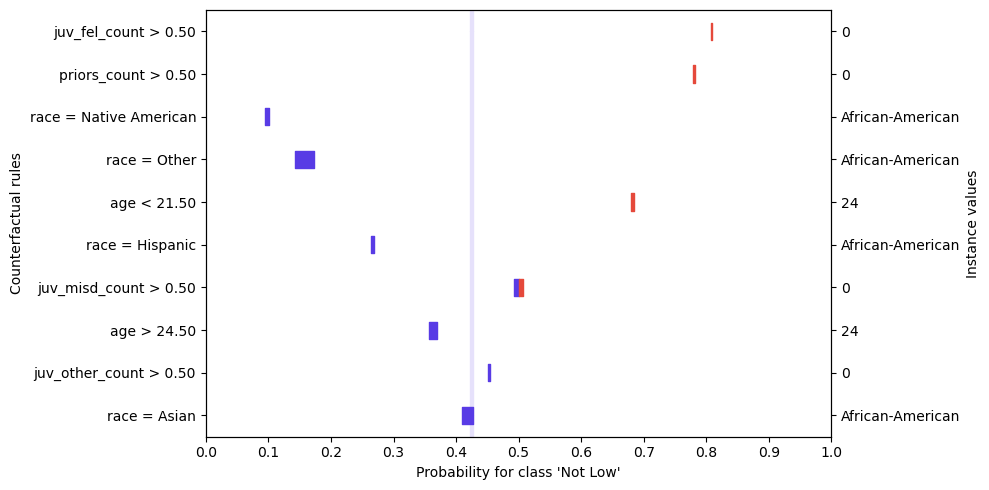 juv_fel_count > 0.50 0
priors_count > 0.50 0
race = Native American African-American
race = Other African-American
age < 21.50 24
race = Hispanic African-American
juv_misd_count > 0.50 0
age > 24.50 24
juv_other_count > 0.50 0
race = Asian African-American
Counterfactual rules
Instance values
0.0 0.1 0.2 0.3 0.4 0.5 0.6 0.7 0.8 0.9 1.0
Probability for class 'Not Low'